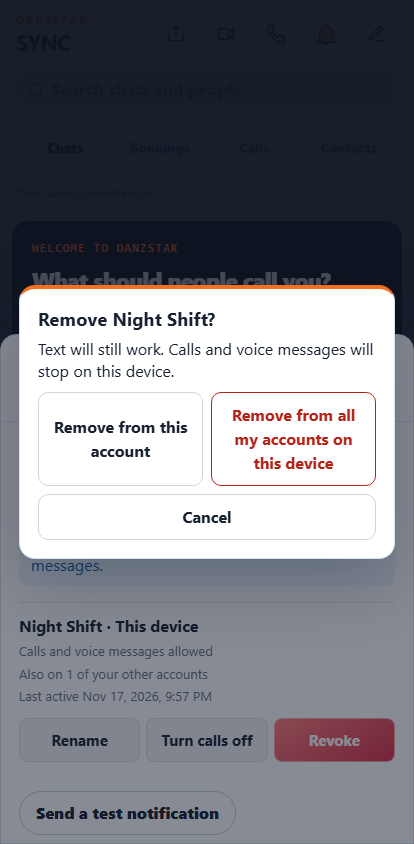 DANZSTAK
SYNC
Search chats and people
Chats
Bookings
Calls
Contacts
Your called conversations
WELCOME TO DANZSTAK
What should people call you?
Remove Night Shift?
Text will still work. Calls and voice messages will
stop on this device.
Remove from this
account
Remove from all
my accounts on
this device
Cancel
messages.
Night Shift · This device
Calls and voice messages allowed
Also on 1 of your other accounts
Last active Nov 17, 2026, 9:57 PM
Rename
Turn calls off
Revoke
Send a test notification